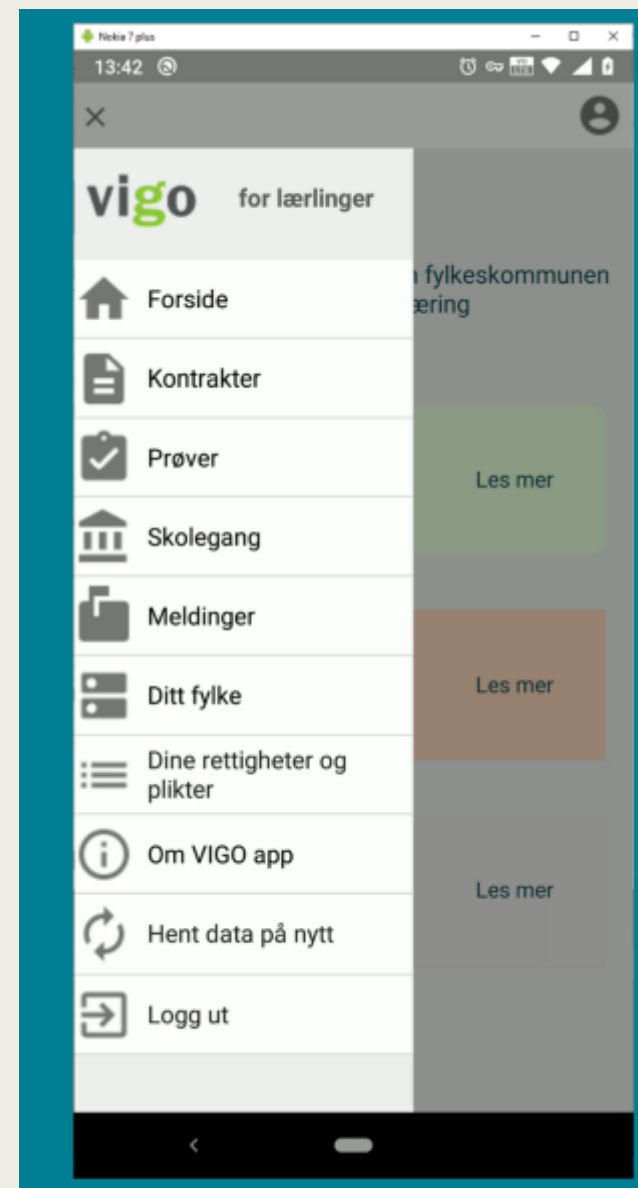 Nokia 7 plus
13:42
vigo for lærlinger
fylkeskommunen
æring
Forside
Kontrakter
Prøver
Les mer
Skolegang
Meldinger
Ditt fylke
Les mer
Dine rettigheter og
plikter
Om VIGO app
Les mer
Hent data på nytt
Logg ut